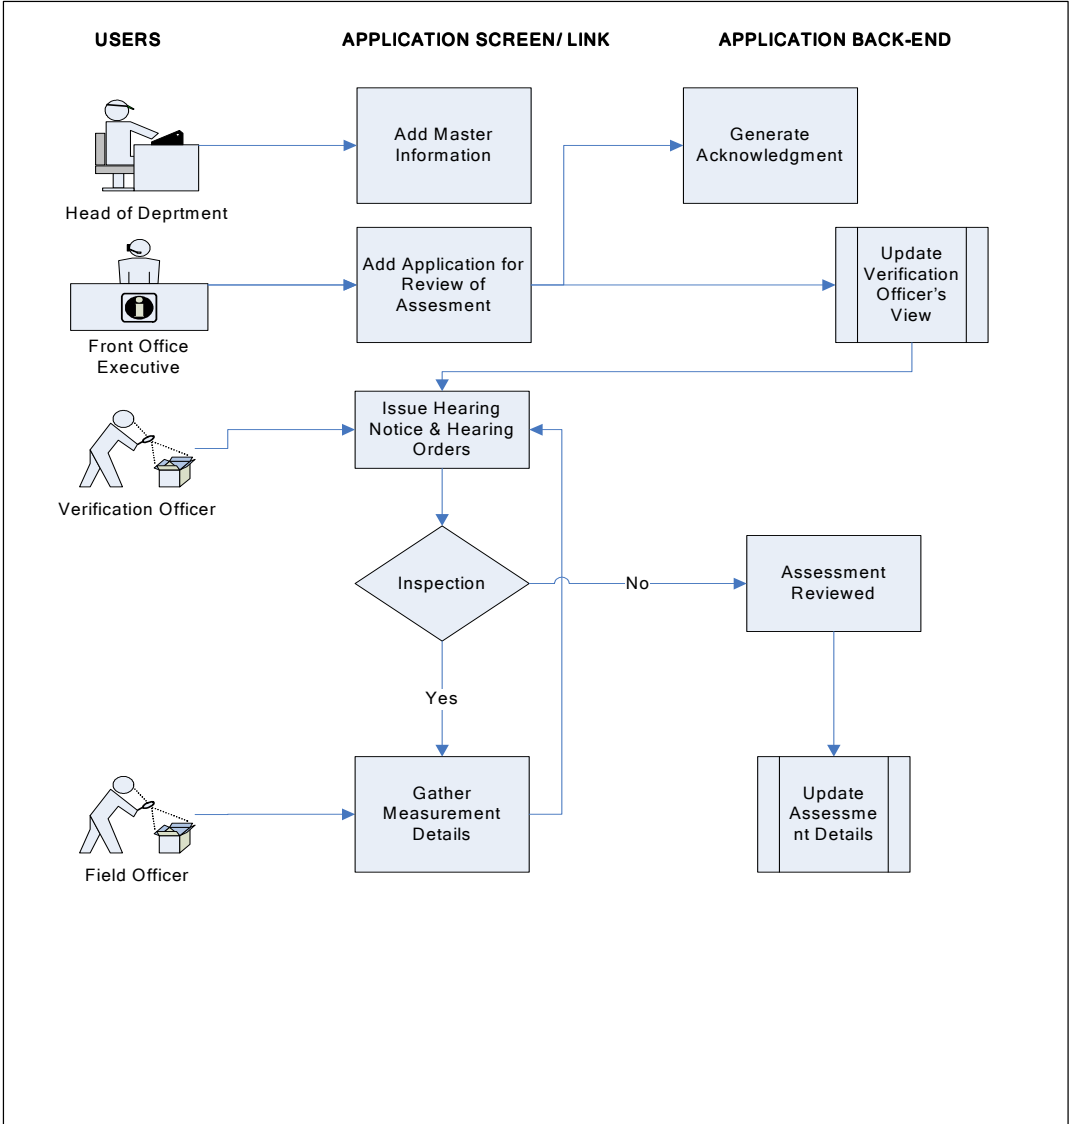 USERS
APPLICATION SCREEN/ LINK
APPLICATION BACK-END
Add Master
Information
Generate
Acknowledgment
Head of Deprtment
Add Application for
Review of
Assesment
Update
Verification
Officer's
View
Front Office
Executive
Issue Hearing
Notice & Hearing
Orders
Verification Officer
Inspection
No
Assessment
Reviewed
Yes
Gather
Measurement
Details
Update
Assessme
nt Details
Field Officer